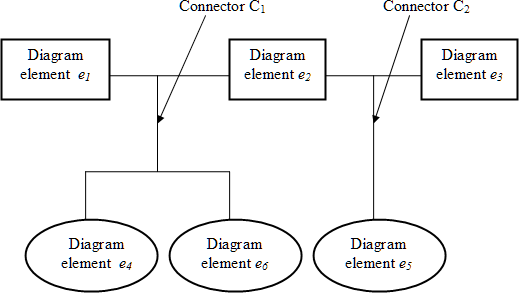 Connector C₁
Connector C₂
Diagram
element e₁
Diagram
element e₂
Diagram
element e₃
Diagram
element e₄
Diagram
element e₆
Diagram
element e₅